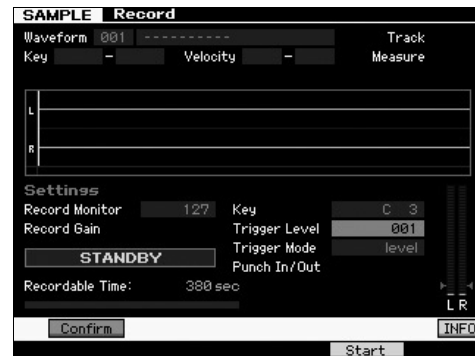 SAMPLE Record
Waveform 001 ---------- Track
Key - Velocity - Measure
L
R
Settings
Record Monitor 127 Key C 3
Record Gain Trigger Level 001
STANDBY Trigger Mode level
Punch In/Out
Recordable Time: 380 sec
L R
Confirm INFO
Start